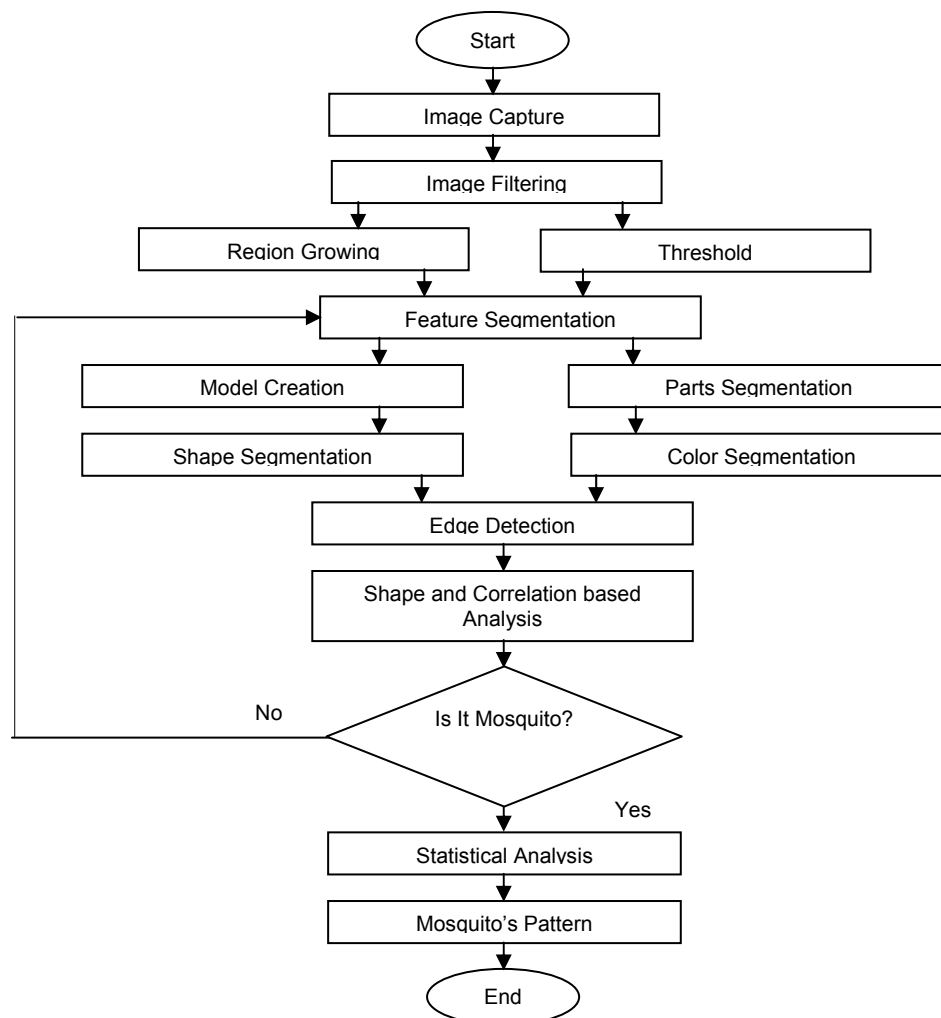 Start
Image Capture
Image Filtering
Region Growing
Threshold
Feature Segmentation
Model Creation
Parts Segmentation
Shape Segmentation
Color Segmentation
Edge Detection
Shape and Correlation based
Analysis
Is It Mosquito?
No
Yes
Statistical Analysis
Mosquito’s Pattern
End